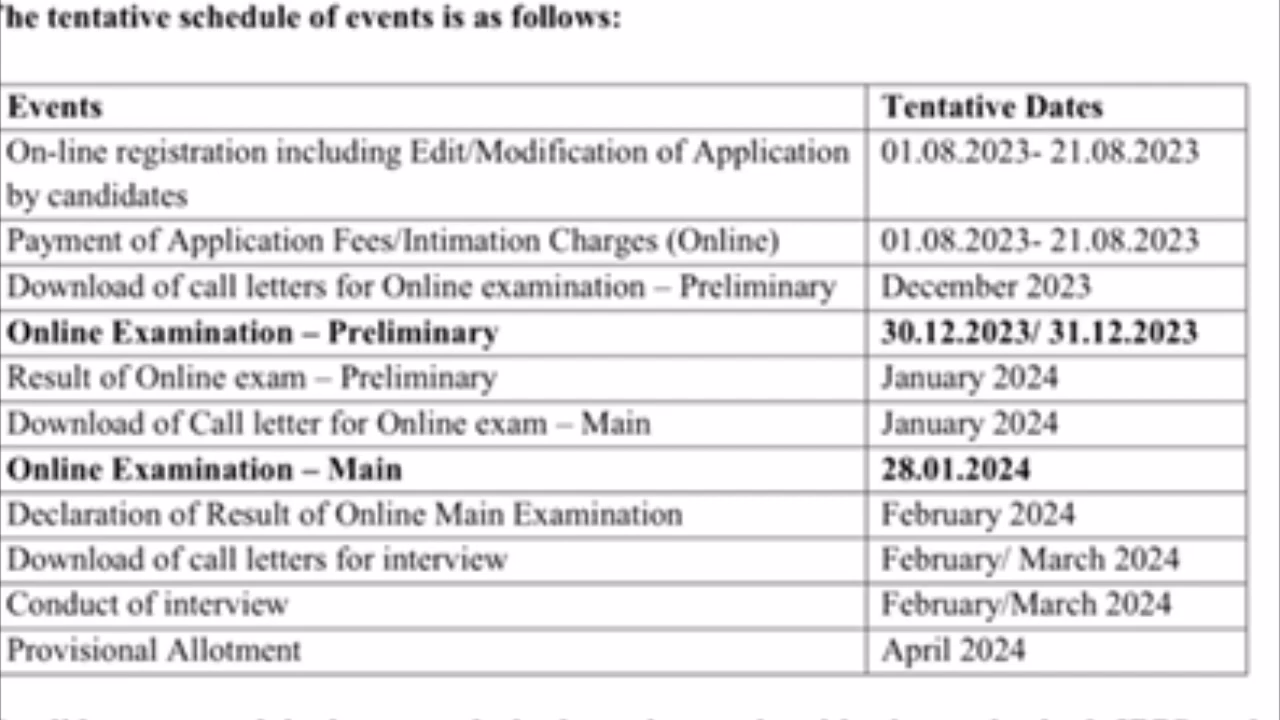 he tentative schedule of events is as follows:
Events Tentative Dates
On-line registration including Edit/Modification of Application 01.08.2023- 21.08.2023
by candidates
Payment of Application Fees/Intimation Charges (Online) 01.08.2023- 21.08.2023
Download of call letters for Online examination – Preliminary December 2023
Online Examination – Preliminary 30.12.2023/ 31.12.2023
Result of Online exam – Preliminary January 2024
Download of Call letter for Online exam – Main January 2024
Online Examination – Main 28.01.2024
Declaration of Result of Online Main Examination February 2024
Download of call letters for interview February/ March 2024
Conduct of interview February/March 2024
Provisional Allotment April 2024